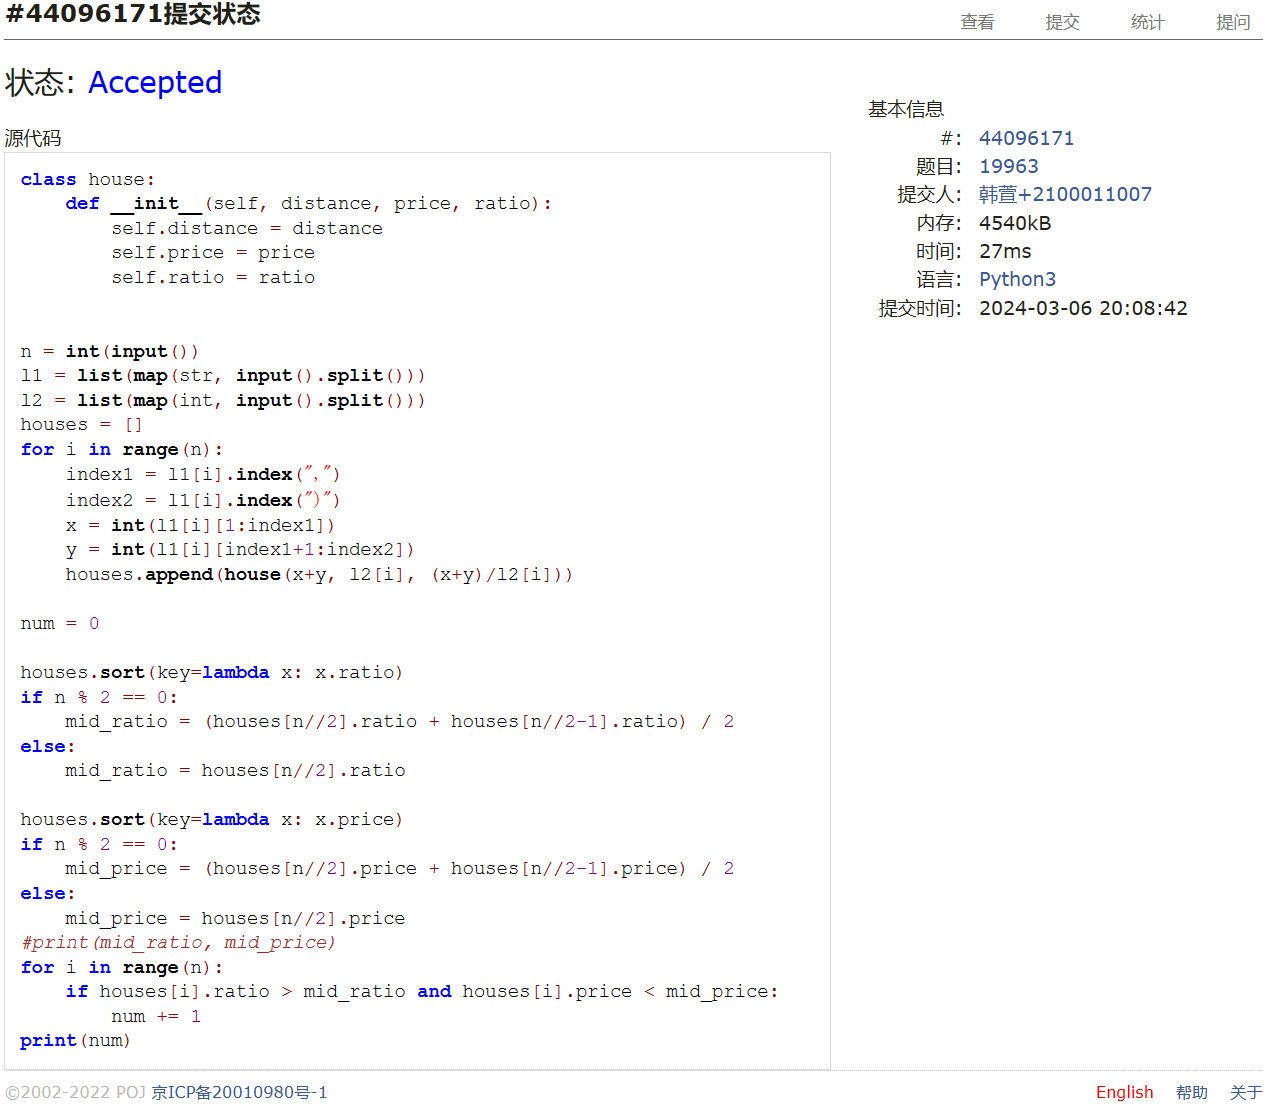 #44096171提交状态
查看 提交 统计 提问
状态: Accepted
源代码
class house:
    def __init__(self, distance, price, ratio):
        self.distance = distance
        self.price = price
        self.ratio = ratio
n = int(input())
l1 = list(map(str, input().split()))
l2 = list(map(int, input().split()))
houses = []
for i in range(n):
    index1 = l1[i].index(",")
    index2 = l1[i].index(")")
    x = int(l1[i][1:index1])
    y = int(l1[i][index1+1:index2])
    houses.append(house(x+y, l2[i], (x+y)/l2[i]))
num = 0
houses.sort(key=lambda x: x.ratio)
if n % 2 == 0:
    mid_ratio = (houses[n//2].ratio + houses[n//2-1].ratio) / 2
else:
    mid_ratio = houses[n//2].ratio
houses.sort(key=lambda x: x.price)
if n % 2 == 0:
    mid_price = (houses[n//2].price + houses[n//2-1].price) / 2
else:
    mid_price = houses[n//2].price
#print(mid_ratio, mid_price)
for i in range(n):
    if houses[i].ratio > mid_ratio and houses[i].price < mid_price:
        num += 1
print(num)
基本信息
#: 44096171
题目: 19963
提交人: 韩萱+2100011007
内存: 4540kB
时间: 27ms
语言: Python3
提交时间: 2024-03-06 20:08:42
©2002-2022 POJ 京ICP备20010980号-1
English 帮助 关于